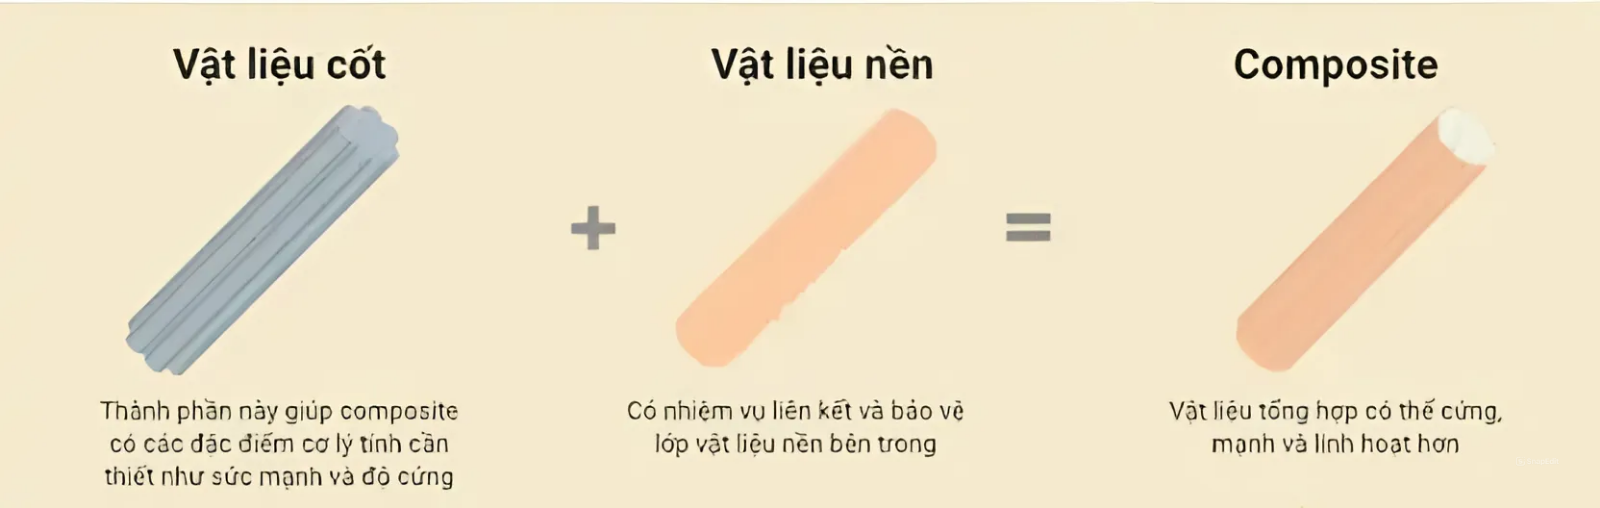 Vật liệu cốt
Vật liệu nền
Composite
+
=
Thành phần này giúp composite
có các đặc điểm cơ lý tính cần
thiết như sức mạnh và độ cứng
Có nhiệm vụ liên kết và bảo vệ
lớp vật liệu nền bên trong
Vật liệu tổng hợp có thể cứng,
mạnh và linh hoạt hơn